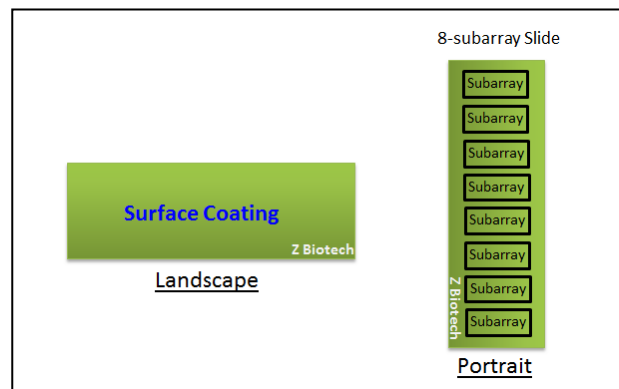 8-subarray Slide
Subarray
Subarray
Subarray
Subarray
Subarray
Subarray
Subarray
Subarray
Z Biotech
Portrait
Surface Coating
Z Biotech
Landscape